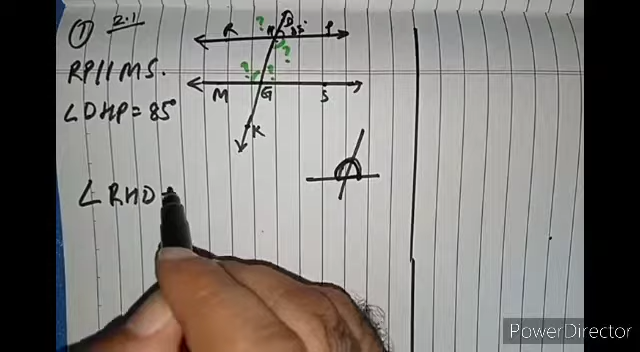 ① 2.1
RP // MS.
∠DHP = 85°
∠RHD =
? D
R H 85° P
?
? ?
M G S
K
PowerDirector